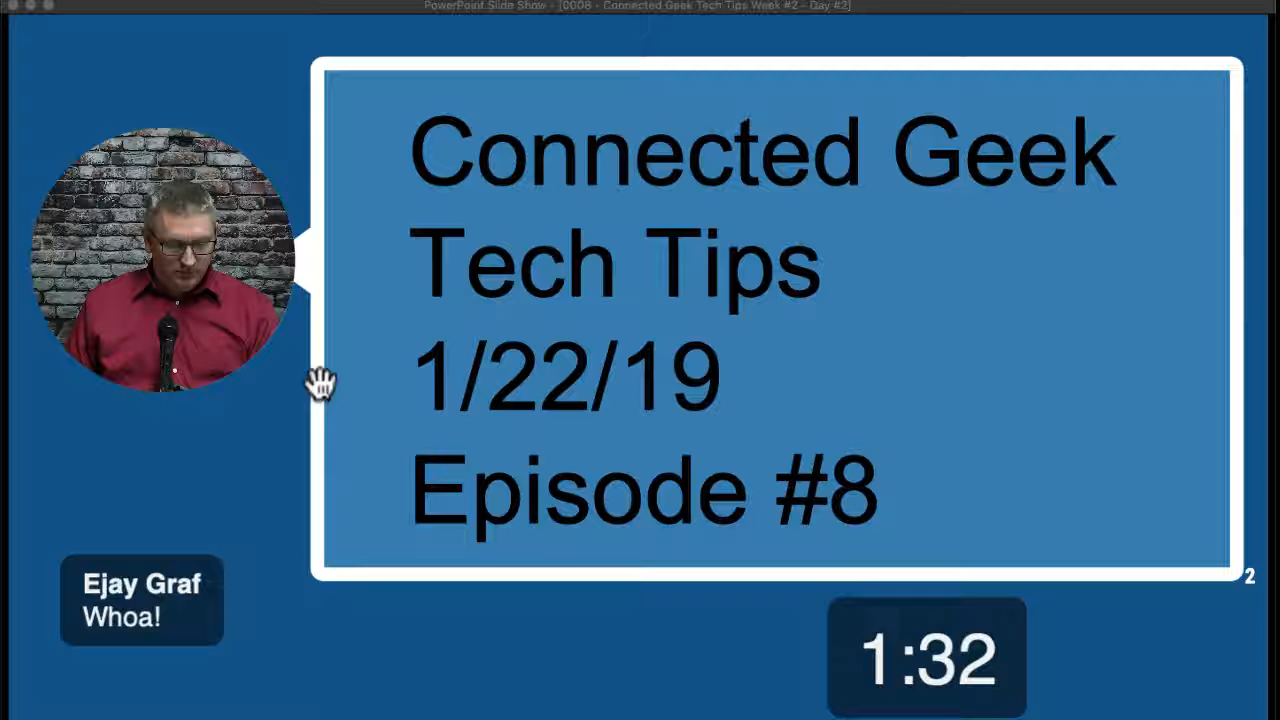 PowerPoint Slide Show - [0008 - Connected Geek Tech Tips Week #2 - Day #2]
Connected Geek
Tech Tips
1/22/19
Episode #8
2
Ejay Graf
Whoa!
1:32